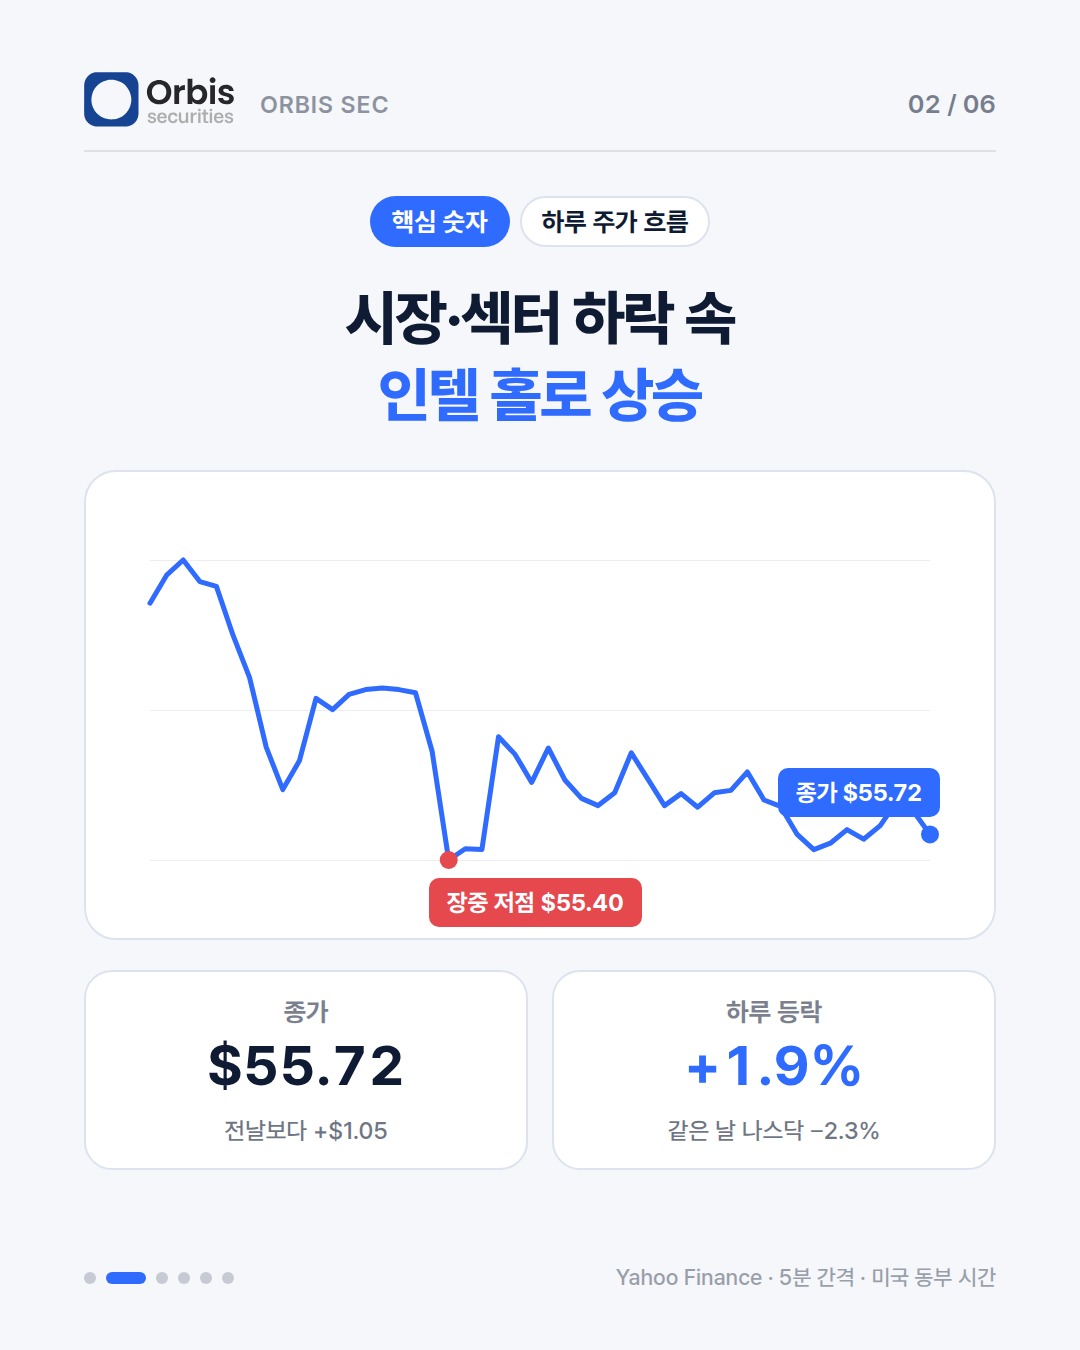 Orbis
securities
ORBIS SEC
02 / 06
핵심 숫자
하루 주가 흐름
시장·섹터 하락 속
인텔 홀로 상승
종가 $55.72
장중 저점 $55.40
종가
$55.72
전날보다 +$1.05
하루 등락
+1.9%
같은 날 나스닥 −2.3%
Yahoo Finance · 5분 간격 · 미국 동부 시간